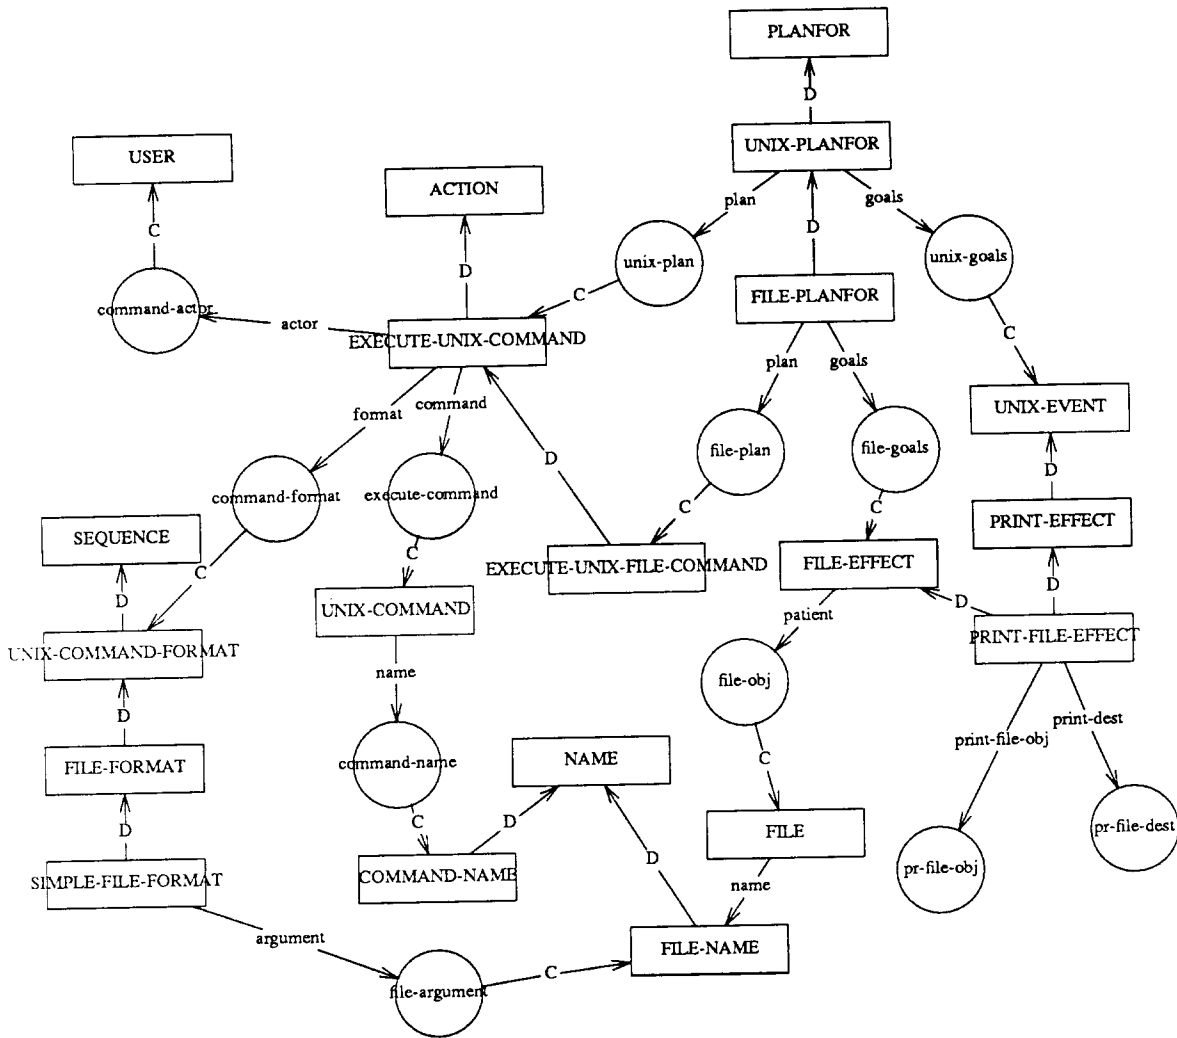 PLANFOR
D
UNIX-PLANFOR
USER
ACTION
plan
goals
D
C
D
unix-plan
unix-goals
FILE-PLANFOR
C
command-actor
actor
EXECUTE-UNIX-COMMAND
C
plan
goals
format
command
UNIX-EVENT
D
file-plan
file-goals
D
command-format
execute-command
C
C
PRINT-EFFECT
SEQUENCE
C
C
EXECUTE-UNIX-FILE-COMMAND
FILE-EFFECT
D
D
D
UNIX-COMMAND
patient
PRINT-FILE-EFFECT
UNIX-COMMAND-FORMAT
name
file-obj
D
print-dest
print-file-obj
FILE-FORMAT
command-name
NAME
C
D
C
D
D
FILE
pr-file-dest
pr-file-obj
SIMPLE-FILE-FORMAT
COMMAND-NAME
name
argument
FILE-NAME
C
file-argument